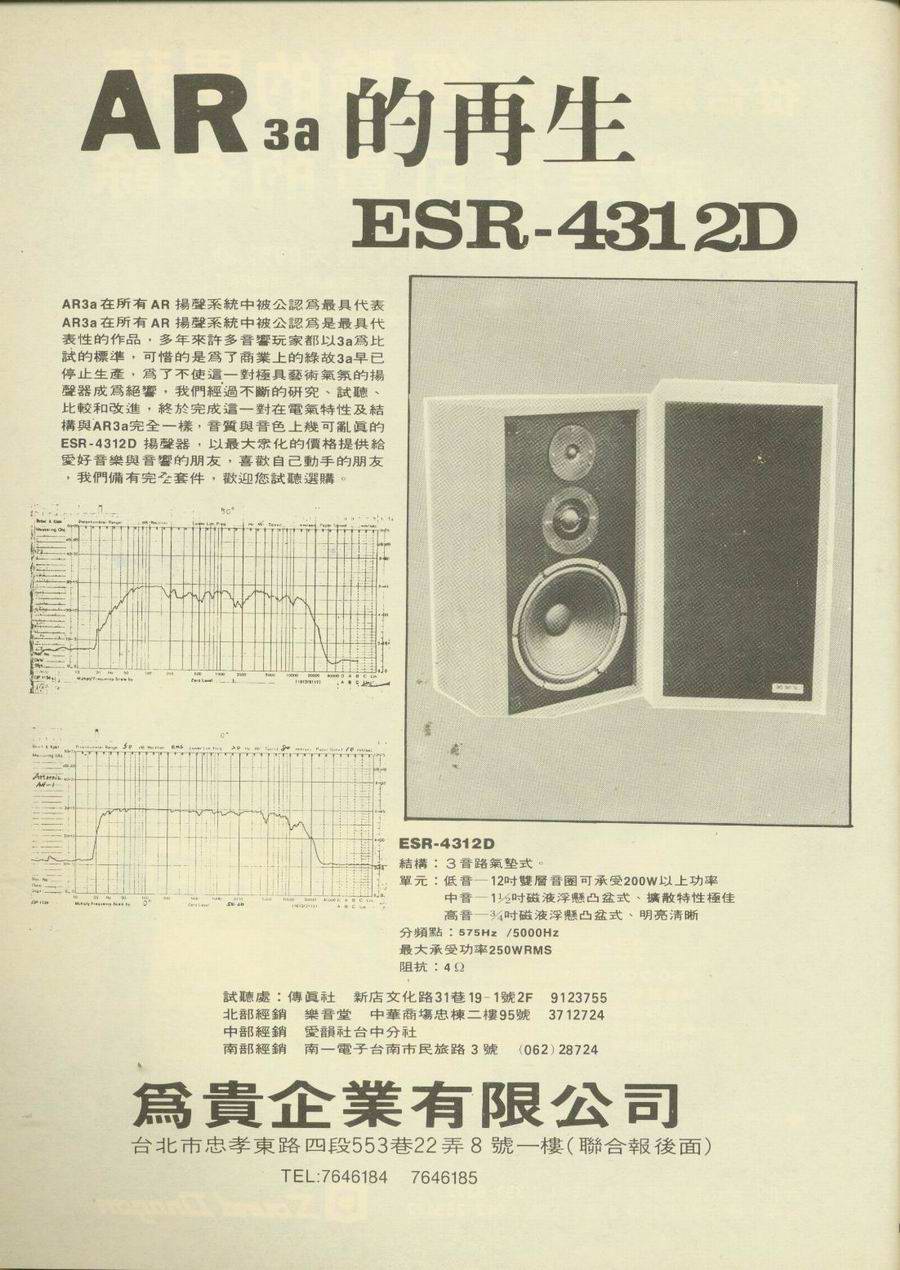 AR 3a 的再生
ESR-4312D
AR3a在所有AR 揚聲系統中被公認爲最具代表
AR3a在所有AR 揚聲系統中被公認爲是最具代
表性的作品，多年來許多音響玩家都以3a爲比
試的標準，可惜的是爲了商業上的緣故3a早已
停止生產，爲了不使這一對極具藝術氣氛的揚
聲器成爲絕響，我們經過不斷的研究、試聽、
比較和改進，終於完成這一對在電氣特性及結
構與AR3a完全一樣，音質與音色上幾可亂眞的
ESR-4312D 揚聲器，以最大眾化的價格提供給
愛好音樂與音響的朋友，喜歡自己動手的朋友
，我們備有完全套件，歡迎您試聽選購。
ESR-4312D
結構：3音路氣墊式。
單元：低音─12吋雙層音圈可承受200W以上功率
中音─1½吋磁液浮懸凸盆式、擴散特性極佳
高音─¾吋磁液浮懸凸盆式、明亮清晰
分頻點：575Hz /5000Hz
最大承受功率250WRMS
阻抗：4Ω
試聽處：傳眞社 新店文化路31巷19-1號2F 9123755
北部經銷 樂音堂 中華商場忠棟二樓95號 3712724
中部經銷 愛韻社台中分社
南部經銷 南一電子台南市民族路3號 (062)28724
爲貴企業有限公司
台北市忠孝東路四段553巷22弄8號一樓(聯合報後面)
TEL:7646184 7646185